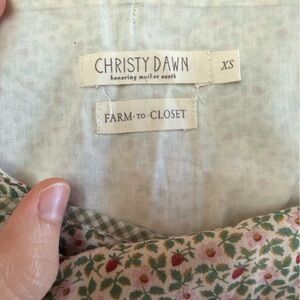 CHRISTY DAWN
honoring mother earth
XS
FARM-TO-CLOSET